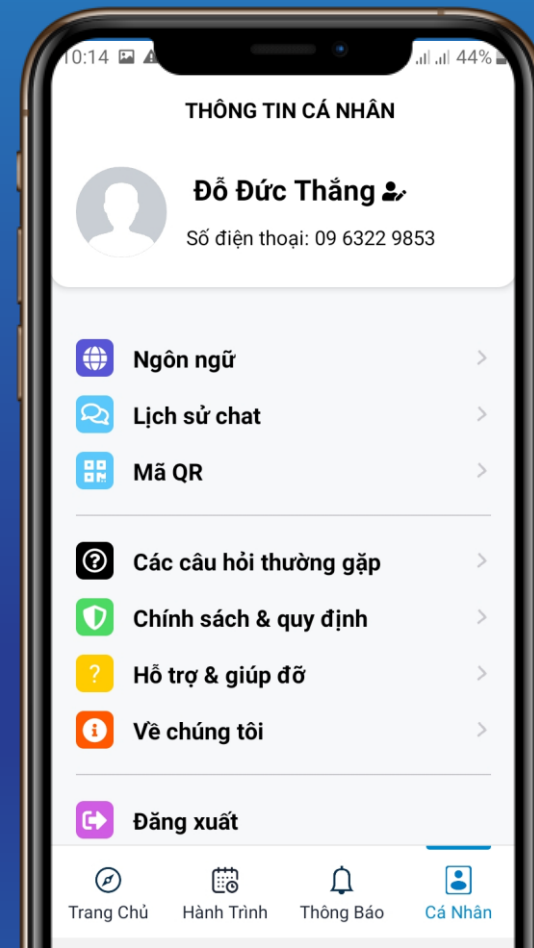 10:14
44%
THÔNG TIN CÁ NHÂN
Đỗ Đức Thắng
Số điện thoại: 09 6322 9853
Ngôn ngữ
Lịch sử chat
Mã QR
Các câu hỏi thường gặp
Chính sách & quy định
Hỗ trợ & giúp đỡ
Về chúng tôi
Đăng xuất
Trang Chủ Hành Trình Thông Báo Cá Nhân